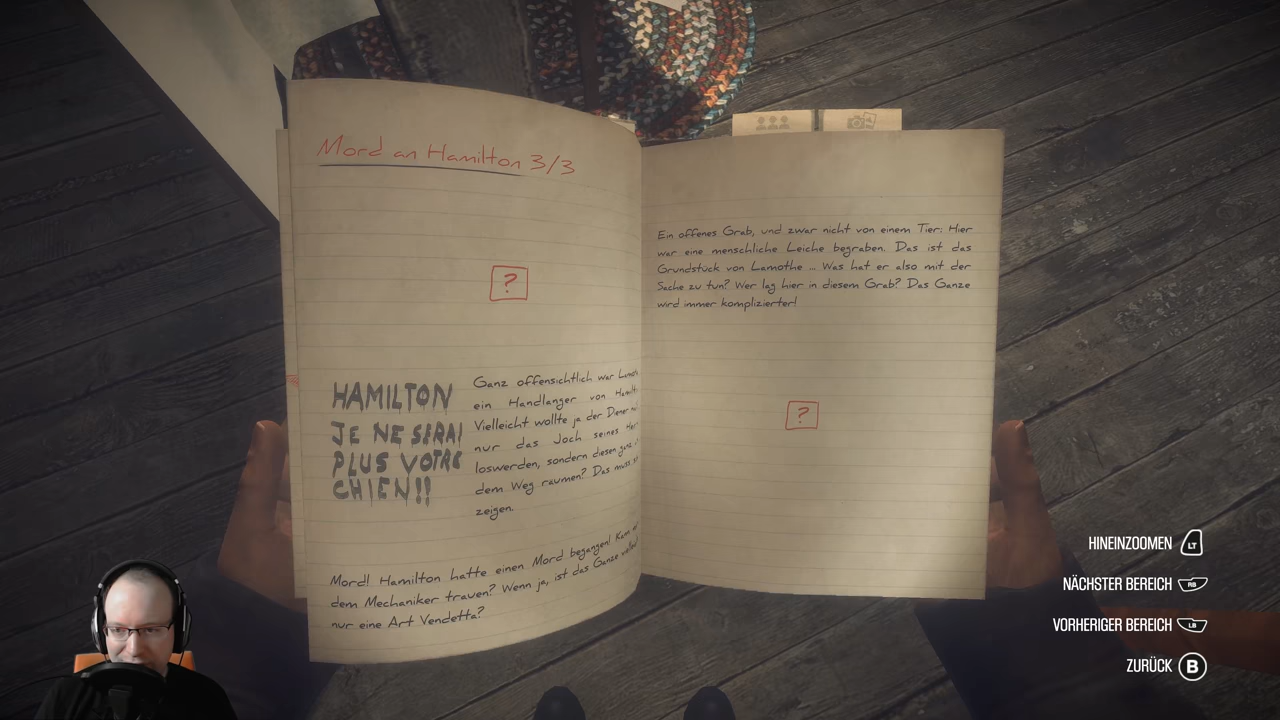 Mord an Hamilton 3/3
?
HAMILTON
JE NE SERAI
PLUS VOTRE
CHIEN!!
Ganz offensichtlich war
ein Handlanger von
Vielleicht wollte ja der Diener
nur das Joch seines
loswerden, sondern diesen ganz
dem Weg räumen? Das muss
zeigen.
Mord! Hamilton hatte einen Mord begangen! Kann
dem Mechaniker trauen? Wenn ja, ist das Ganze
nur eine Art Vendetta?
Ein offenes Grab, und zwar nicht von einem Tier: Hier
war eine menschliche Leiche begraben. Das ist das
Grundstück von Lamothe ... Was hat er also mit der
Sache zu tun? Wer lag hier in diesem Grab? Das Ganze
wird immer komplizierter!
?
HINEINZOOMEN LT
NÄCHSTER BEREICH RB
VORHERIGER BEREICH LB
ZURÜCK B